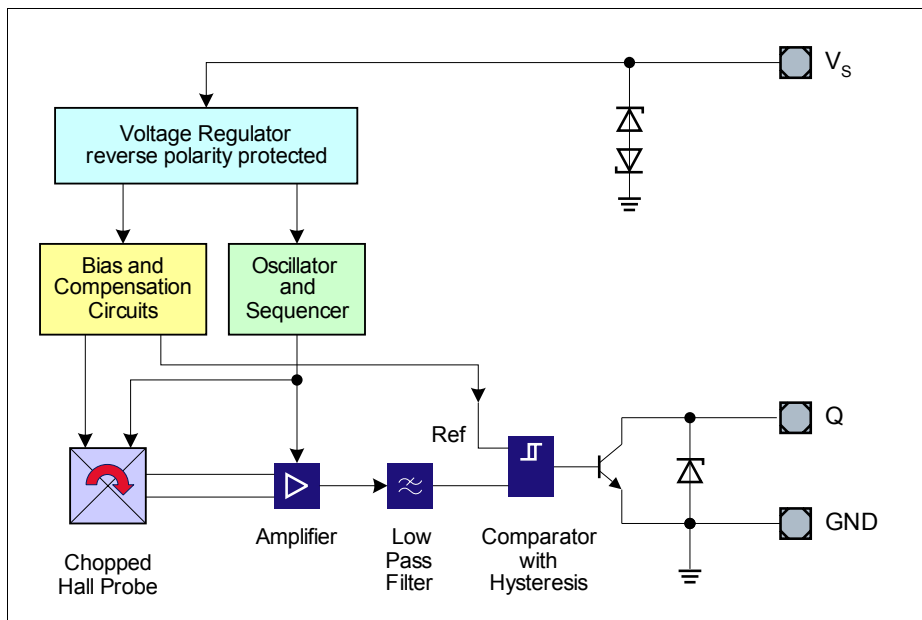 V_S
Voltage Regulator
reverse polarity protected
Bias and
Compensation
Circuits
Oscillator
and
Sequencer
Ref
Q
GND
Amplifier
Low
Pass
Filter
Comparator
with
Hysteresis
Chopped
Hall Probe